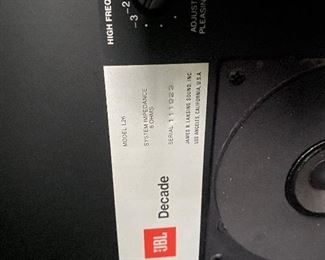 HIGH FREQ
-3 -2
ADJUST
PLEASIN
MODEL L26
SYSTEM IMPEDANCE
8 OHMS
SERIAL 111923
JAMES B. LANSING SOUND, INC.
LOS ANGELES, CALIFORNIA, U.S.A.
JBL Decade